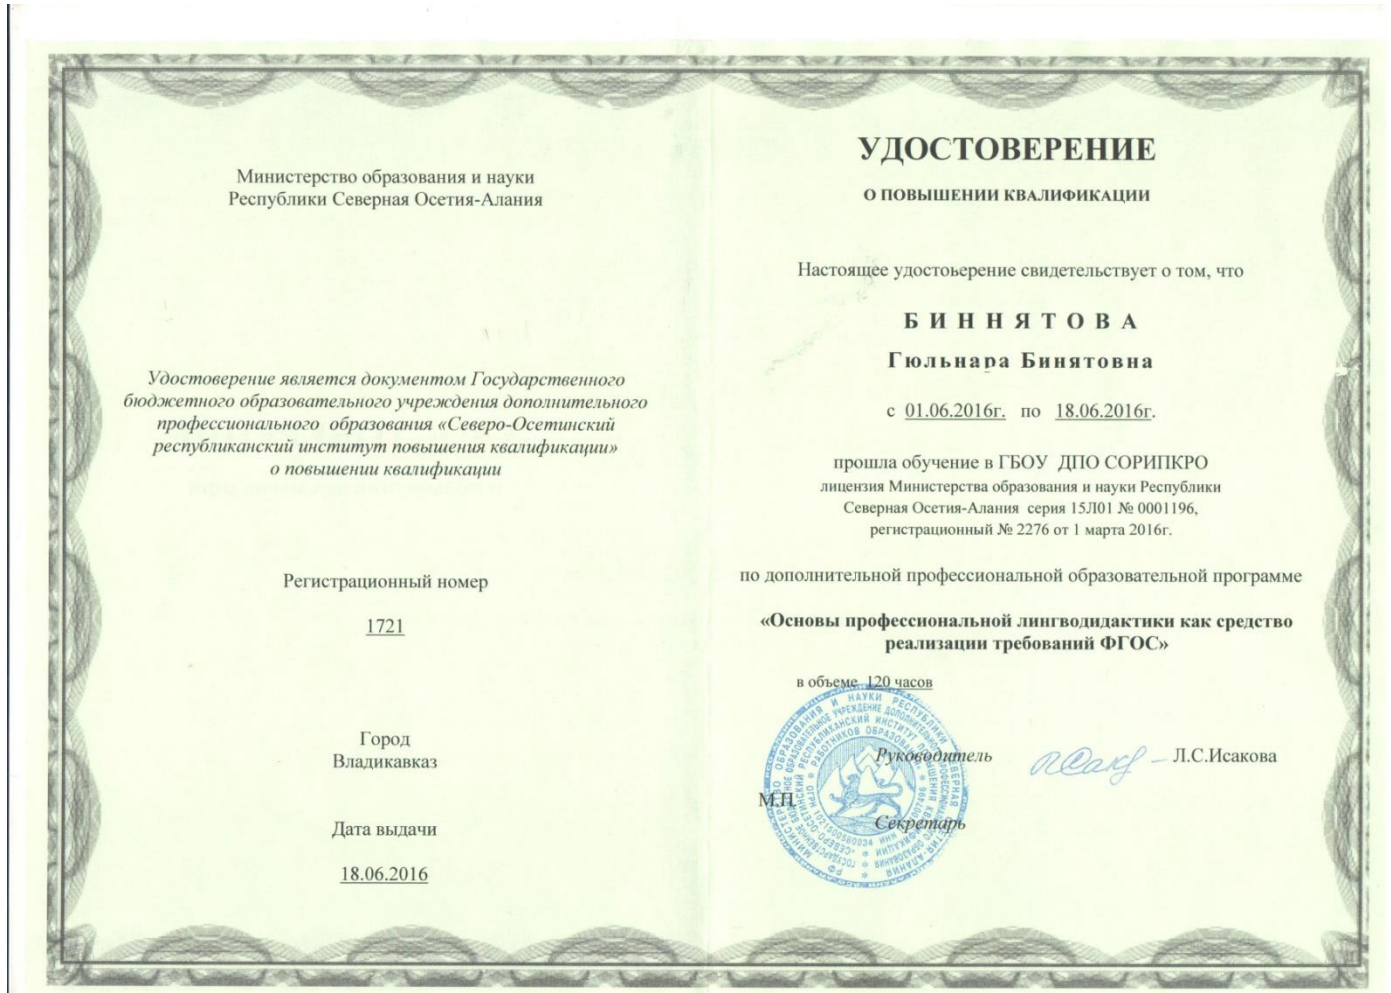 Министерство образования и науки
Республики Северная Осетия-Алания
Удостоверение является документом Государственного
бюджетного образовательного учреждения дополнительного
профессионального образования «Северо-Осетинский
республиканский институт повышения квалификации»
о повышении квалификации
Регистрационный номер
1721
Город
Владикавказ
Дата выдачи
18.06.2016
УДОСТОВЕРЕНИЕ
О ПОВЫШЕНИИ КВАЛИФИКАЦИИ
Настоящее удостоьерение свидетельствует о том, что
БИННЯТОВА
Гюльнара Бинятовна
с 01.06.2016г. по 18.06.2016г.
прошла обучение в ГБОУ ДПО СОРИПКРО
лицензия Министерства образования и науки Республики
Северная Осетия-Алания серия 15Л01 № 0001196,
регистрационный № 2276 от 1 марта 2016г.
по дополнительной профессиональной образовательной программе
«Основы профессиональной лингводидактики как средство
реализации требований ФГОС»
в объеме 120 часов
Руководитель Л.С.Исакова
М.П.
Секретарь